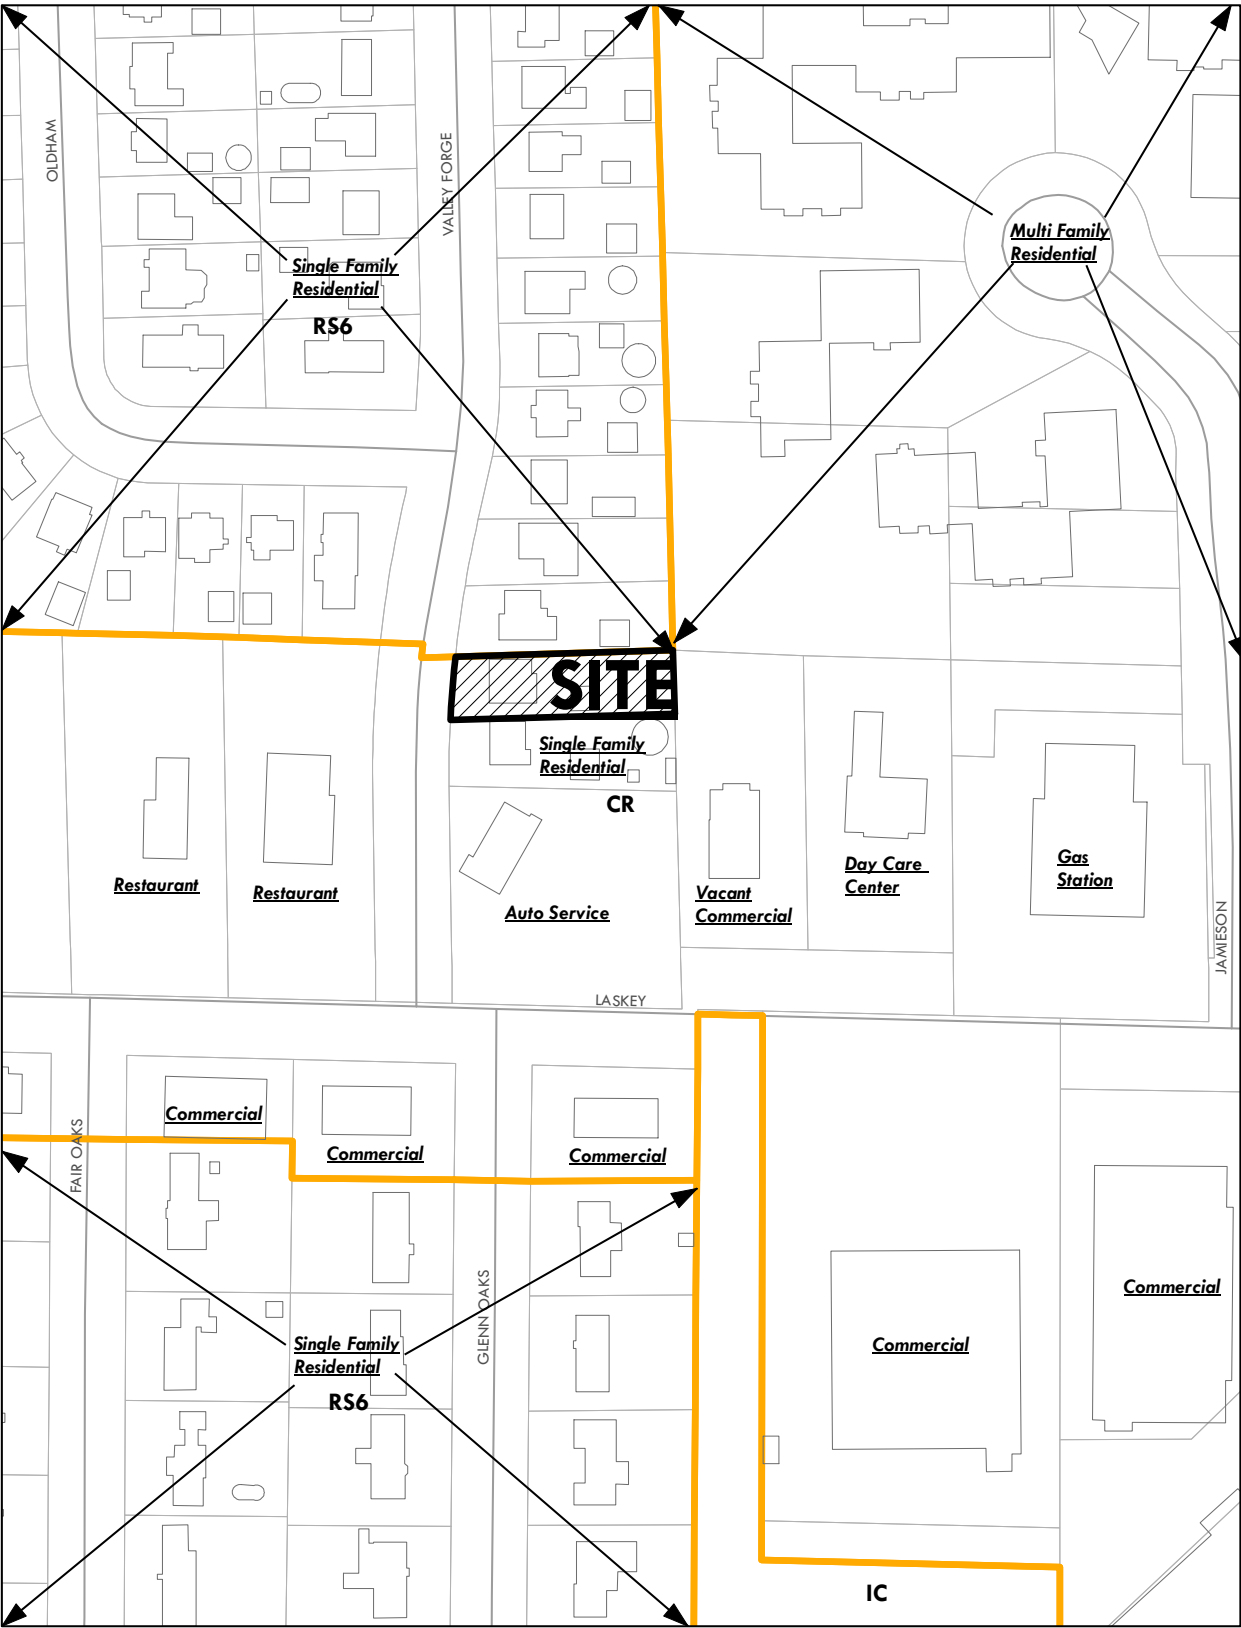 OLDHAM
VALLEY FORGE
Multi Family
Residential
Single Family
Residential
RS6
SITE
Single Family
Residential
CR
Restaurant
Restaurant
Auto Service
Vacant
Commercial
Day Care
Center
Gas
Station
JAMIESON
LASKEY
FAIR OAKS
Commercial
Commercial
Commercial
GLENN OAKS
Single Family
Residential
RS6
Commercial
Commercial
IC